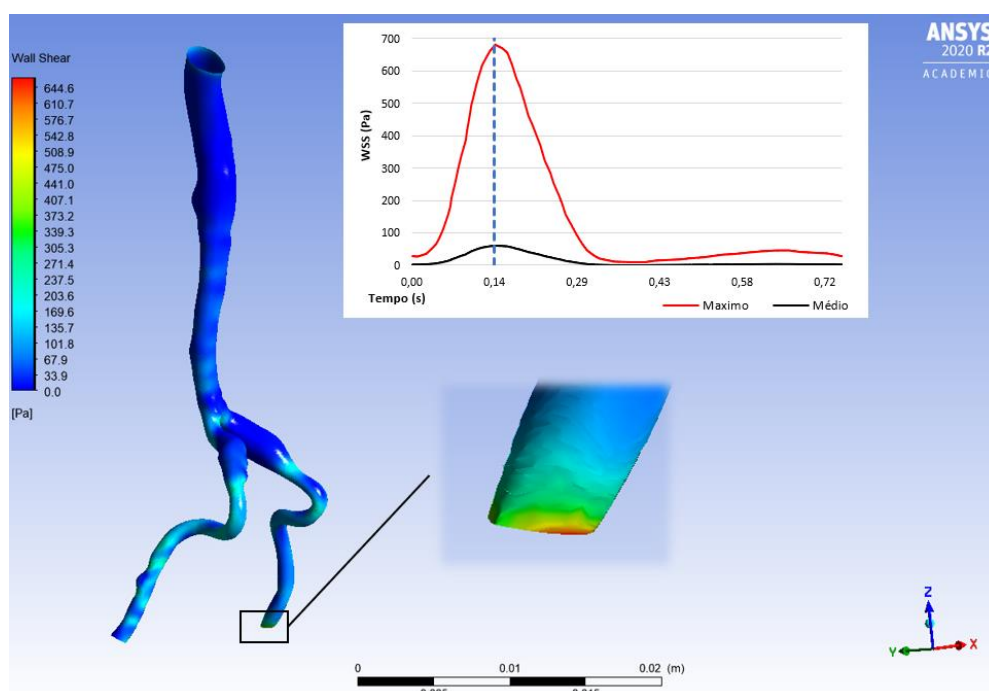 Wall Shear
644.6
610.7
576.7
542.8
508.9
475.0
441.0
407.1
373.2
339.3
305.3
271.4
237.5
203.6
169.6
135.7
101.8
67.9
33.9
0.0
[Pa]
WSS (Pa)
700
600
500
400
300
200
100
0
0,00 0,14 0,29 0,43 0,58 0,72
Tempo (s)
Maximo Médio
ANSYS
2020 R2
ACADEMIC
Z
Y X
0 0.01 0.02 (m)
0.005 0.015